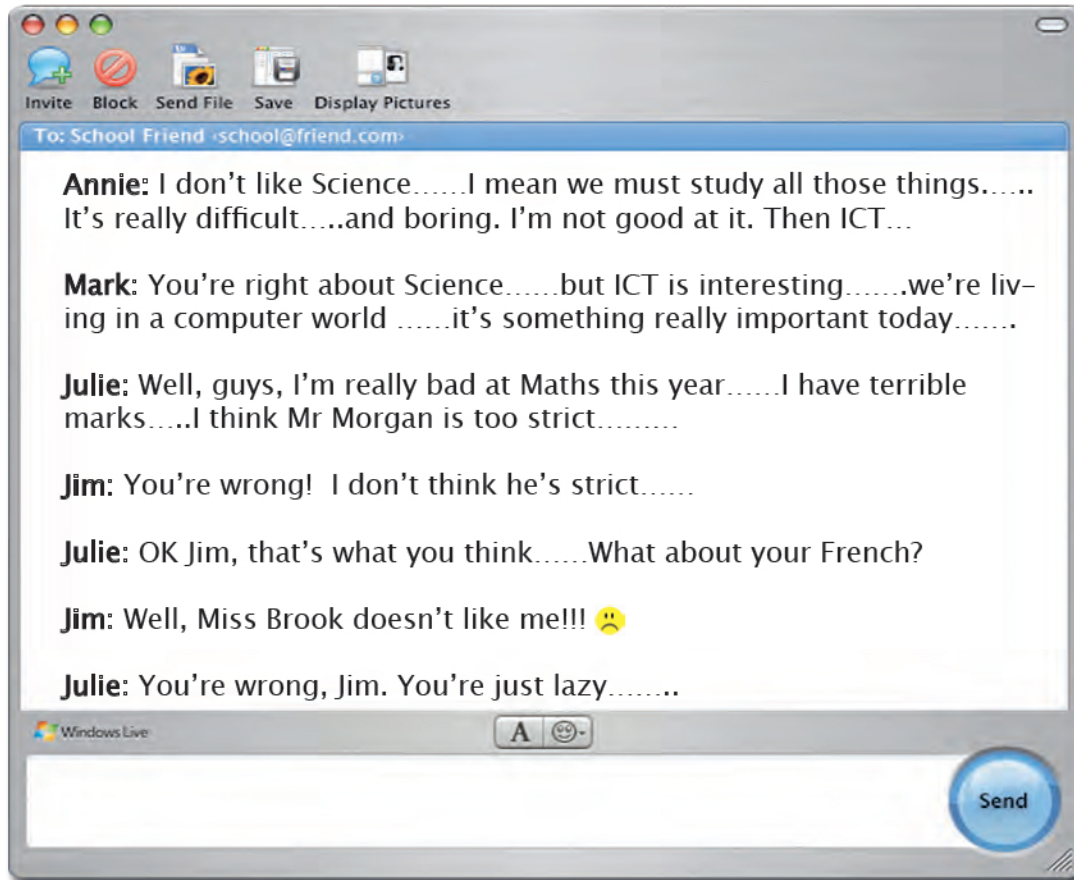 Invite Block Send File Save Display Pictures
To: School Friend ‹school@friend.com›
Annie: I don't like Science......I mean we must study all those things......
It's really difficult.....and boring. I'm not good at it. Then ICT...
Mark: You're right about Science......but ICT is interesting.......we're liv-
ing in a computer world ......it's something really important today.......
Julie: Well, guys, I'm really bad at Maths this year......I have terrible
marks.....I think Mr Morgan is too strict.........
Jim: You're wrong!  I don't think he's strict......
Julie: OK Jim, that's what you think......What about your French?
Jim: Well, Miss Brook doesn't like me!!!
Julie: You're wrong, Jim. You're just lazy........
Windows Live A
Send